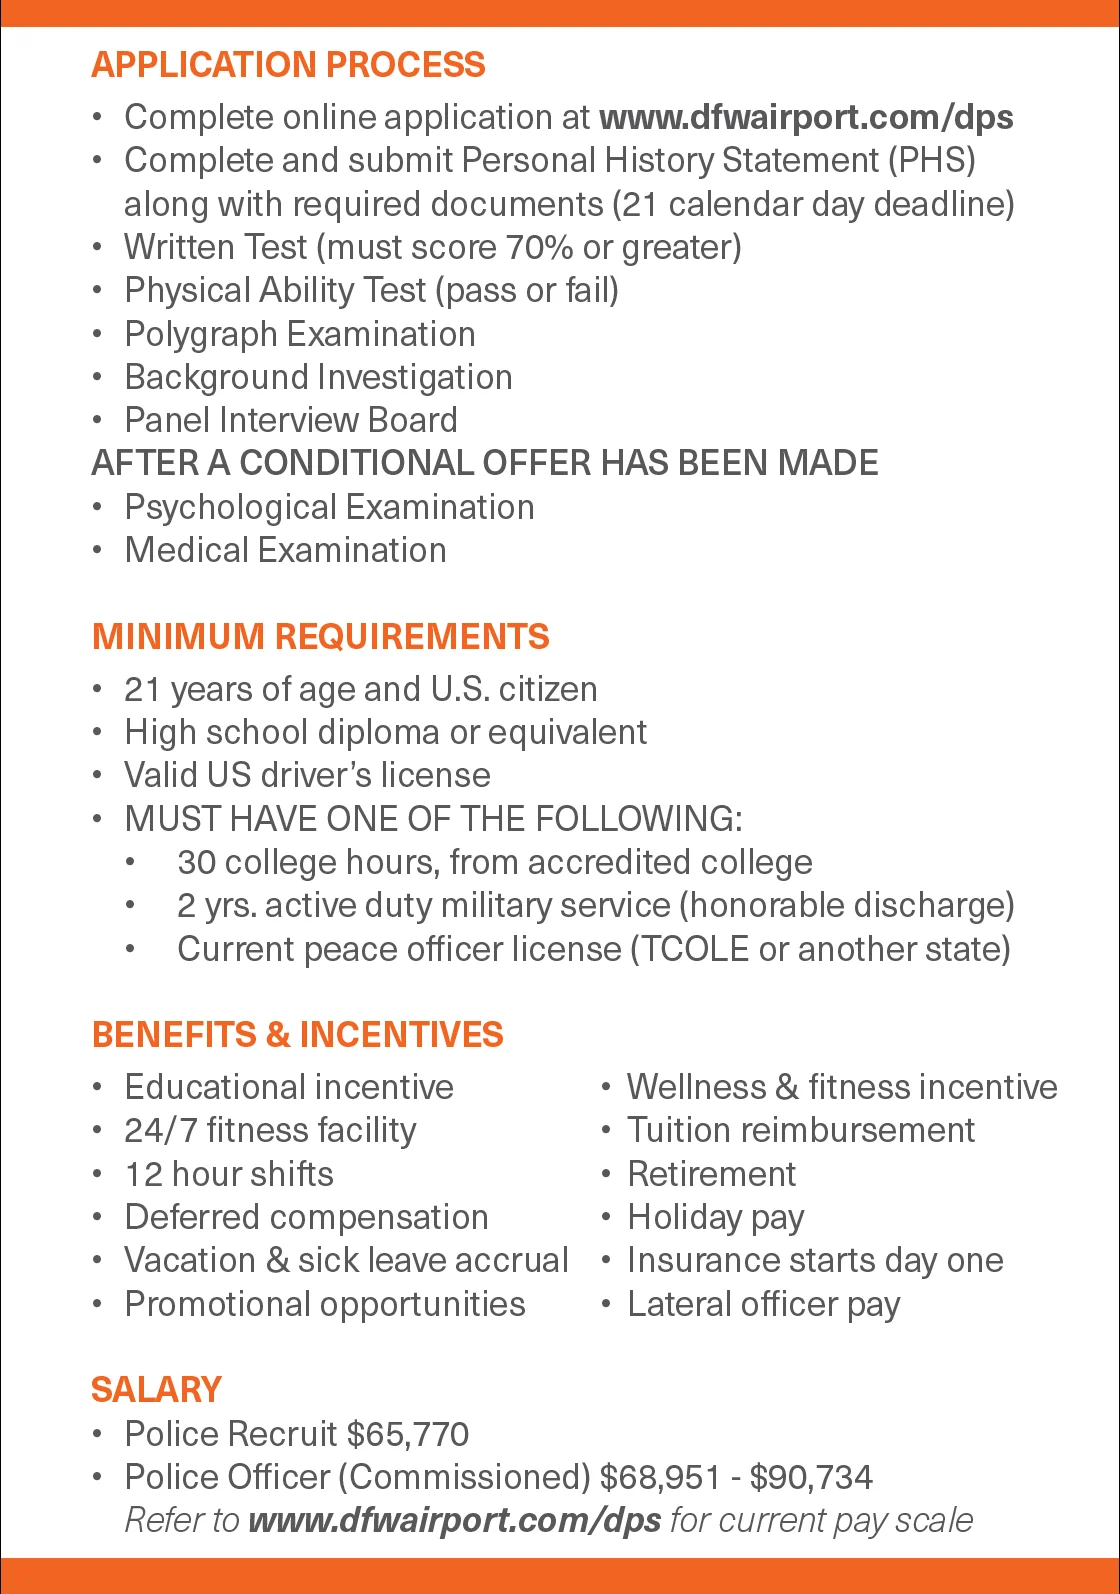 APPLICATION PROCESS
• Complete online application at www.dfwairport.com/dps
• Complete and submit Personal History Statement (PHS)
along with required documents (21 calendar day deadline)
• Written Test (must score 70% or greater)
• Physical Ability Test (pass or fail)
• Polygraph Examination
• Background Investigation
• Panel Interview Board
AFTER A CONDITIONAL OFFER HAS BEEN MADE
• Psychological Examination
• Medical Examination
MINIMUM REQUIREMENTS
• 21 years of age and U.S. citizen
• High school diploma or equivalent
• Valid US driver’s license
• MUST HAVE ONE OF THE FOLLOWING:
• 30 college hours, from accredited college
• 2 yrs. active duty military service (honorable discharge)
• Current peace officer license (TCOLE or another state)
BENEFITS & INCENTIVES
• Educational incentive
• 24/7 fitness facility
• 12 hour shifts
• Deferred compensation
• Vacation & sick leave accrual
• Promotional opportunities
• Wellness & fitness incentive
• Tuition reimbursement
• Retirement
• Holiday pay
• Insurance starts day one
• Lateral officer pay
SALARY
• Police Recruit $65,770
• Police Officer (Commissioned) $68,951 - $90,734
Refer to www.dfwairport.com/dps for current pay scale